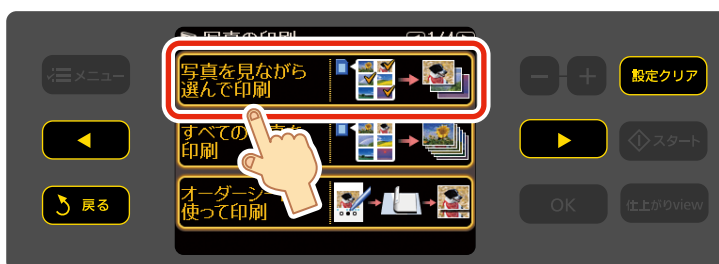 写真の印刷
1/4
メニュー
写真を見ながら
選んで印刷
設定クリア
すべての
印刷
スタート
戻る
オーダーシ
使って印刷
OK
仕上がりview